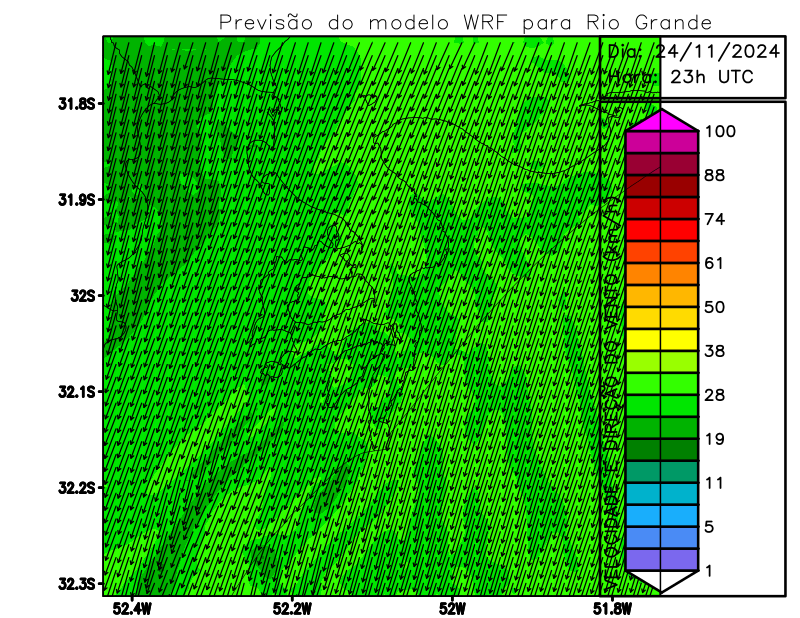 Previsão do modelo WRF para Rio Grande
Dia: 24/11/2024
Hora: 23h UTC
31.8S
31.9S
32S
32.1S
32.2S
32.3S
52.4W
52.2W
52W
51.8W
VELOCIDADE E DIREÇÃO DO VENTO (km/h)
100
88
74
61
50
38
28
19
11
5
1